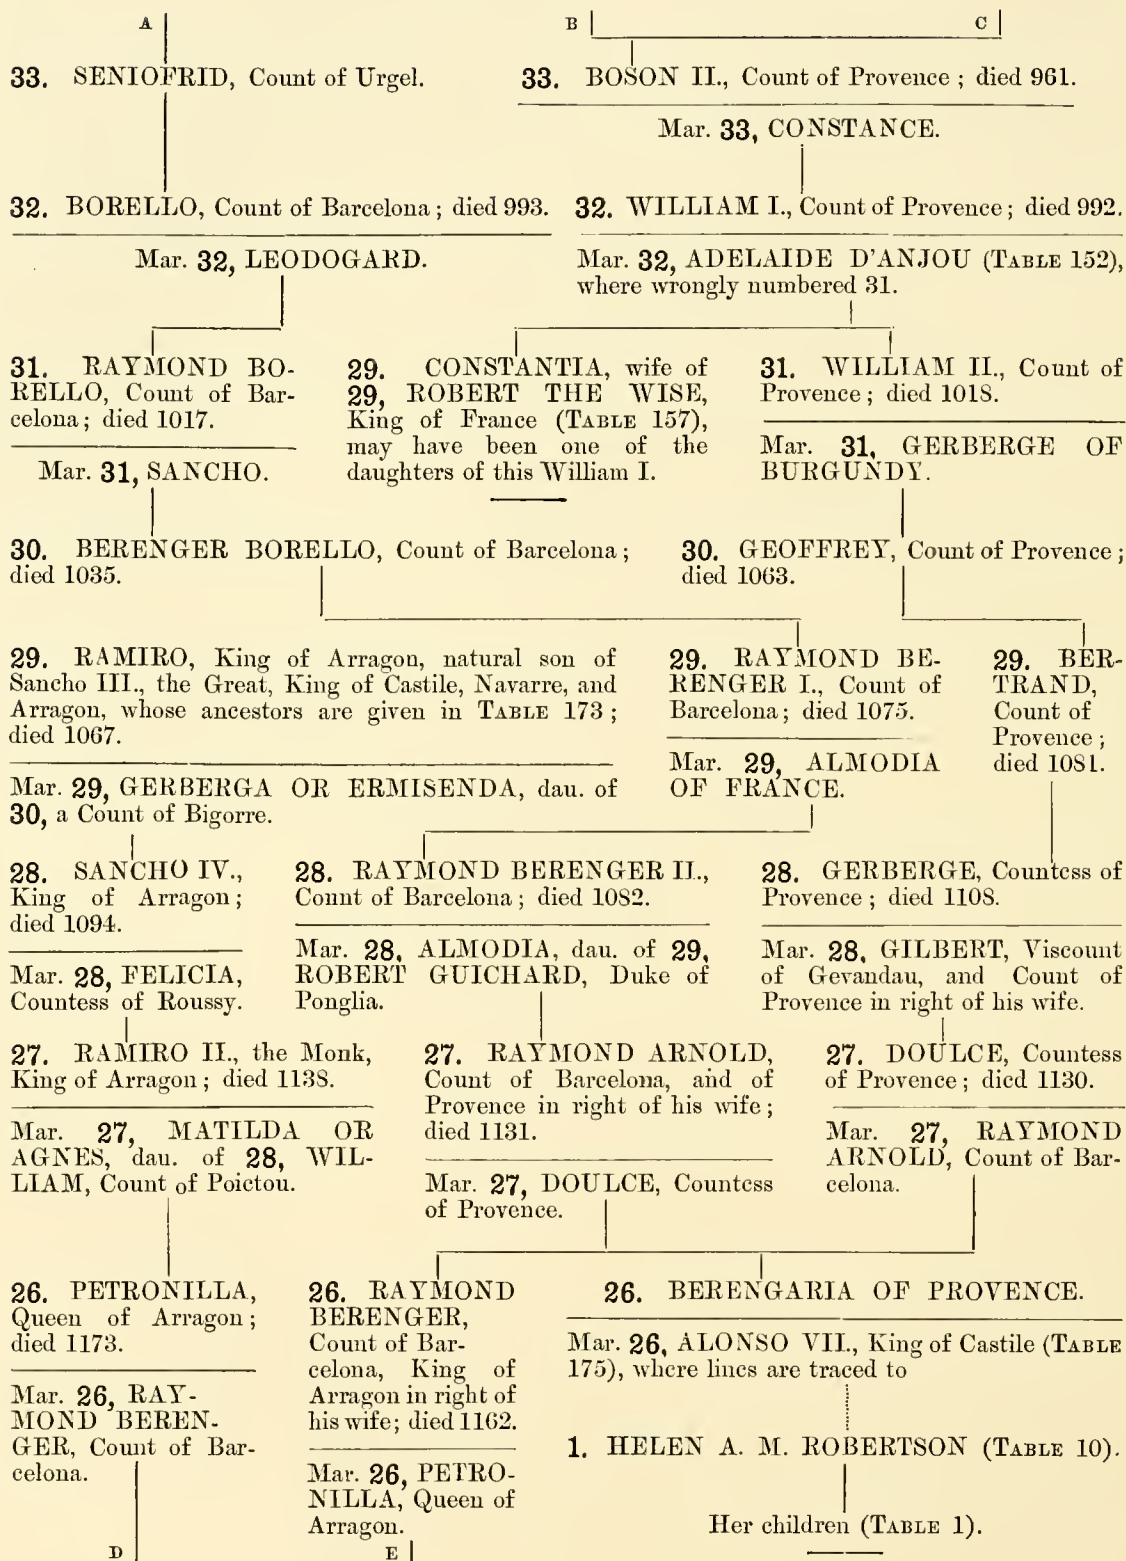 A
B C
33. SENIOFRID, Count of Urgel.
33. BOSON II., Count of Provence; died 961.
Mar. 33, CONSTANCE.
32. BORELLO, Count of Barcelona; died 993.
Mar. 32, LEODOGARD.
32. WILLIAM I., Count of Provence; died 992.
Mar. 32, ADELAIDE D'ANJOU (TABLE 152),
where wrongly numbered 31.
31. RAYMOND BO-
RELLO, Count of Bar-
celona; died 1017.
Mar. 31, SANCHO.
29. CONSTANTIA, wife of
29, ROBERT THE WISE,
King of France (TABLE 157),
may have been one of the
daughters of this William I.
31. WILLIAM II., Count of
Provence; died 1018.
Mar. 31, GERBERGE OF
BURGUNDY.
30. BERENGER BORELLO, Count of Barcelona;
died 1035.
30. GEOFFREY, Count of Provence;
died 1063.
29. RAMIRO, King of Arragon, natural son of
Sancho III., the Great, King of Castile, Navarre, and
Arragon, whose ancestors are given in TABLE 173;
died 1067.
Mar. 29, GERBERGA OR ERMISENDA, dau. of
30, a Count of Bigorre.
29. RAYMOND BE-
RENGER I., Count of
Barcelona; died 1075.
Mar. 29, ALMODIA
OF FRANCE.
29. BER-
TRAND,
Count of
Provence;
died 1081.
28. SANCHO IV.,
King of Arragon;
died 1094.
Mar. 28, FELICIA,
Countess of Roussy.
28. RAYMOND BERENGER II.,
Count of Barcelona; died 1082.
Mar. 28, ALMODIA, dau. of 29,
ROBERT GUICHARD, Duke of
Ponglia.
28. GERBERGE, Countess of
Provence; died 1108.
Mar. 28, GILBERT, Viscount
of Gevandau, and Count of
Provence in right of his wife.
27. RAMIRO II., the Monk,
King of Arragon; died 1138.
Mar. 27, MATILDA OR
AGNES, dau. of 28, WIL-
LIAM, Count of Poictou.
27. RAYMOND ARNOLD,
Count of Barcelona, and of
Provence in right of his wife;
died 1131.
Mar. 27, DOULCE, Countess
of Provence.
27. DOULCE, Countess
of Provence; died 1130.
Mar. 27, RAYMOND
ARNOLD, Count of Bar-
celona.
26. PETRONILLA,
Queen of Arragon;
died 1173.
Mar. 26, RAY-
MOND BEREN-
GER, Count of Bar-
celona.
D
26. RAYMOND
BERENGER,
Count of Bar-
celona, King of
Arragon in right of
his wife; died 1162.
Mar. 26, PETRO-
NILLA, Queen of
Arragon.
E
26. BERENGARIA OF PROVENCE.
Mar. 26, ALONSO VII., King of Castile (TABLE
175), where lines are traced to
1. HELEN A. M. ROBERTSON (TABLE 10).
Her children (TABLE 1).